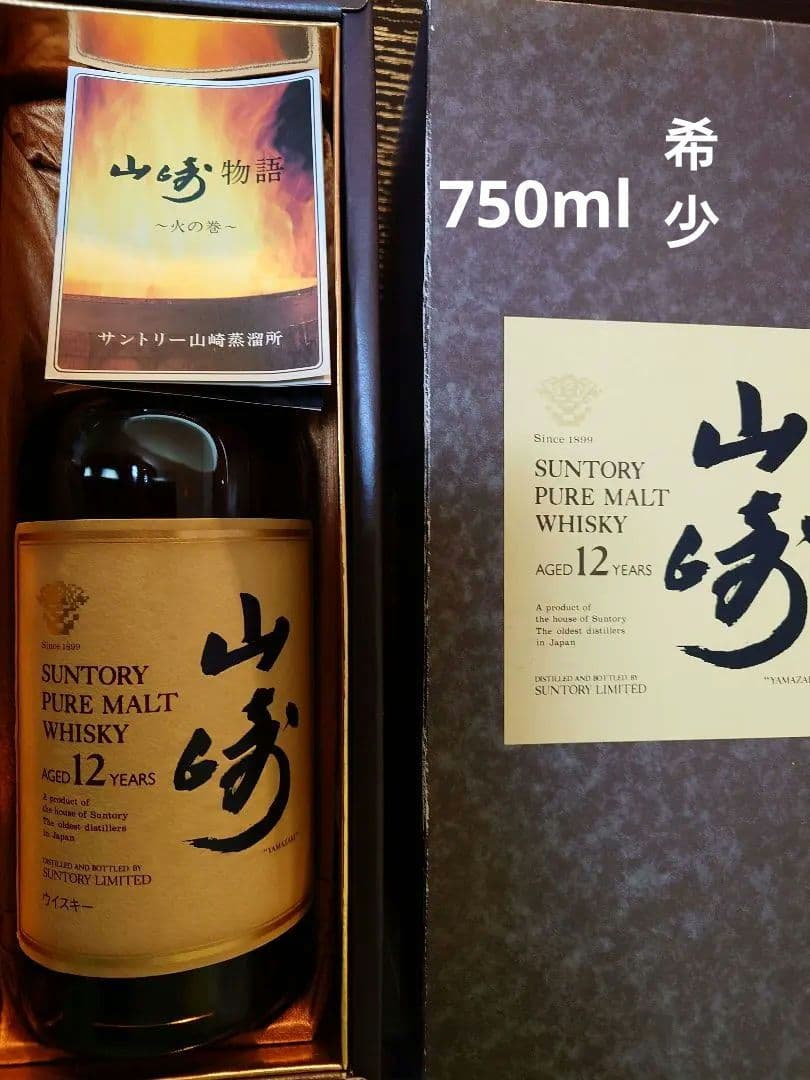 山崎物語
～火の巻～
サントリー山崎蒸溜所
750ml
希少
Since 1899
SUNTORY
PURE MALT
WHISKY
AGED 12 YEARS
A product of
the house of Suntory
The oldest distillers
in Japan
DISTILLED AND BOTTLED BY
SUNTORY LIMITED
山崎
"YAMAZAKI"
ウイスキー
Since 1899
SUNTORY
PURE MALT
WHISKY
AGED 12 YEARS
A product of
the house of Suntory
The oldest distillers
in Japan
DISTILLED AND BOTTLED BY
SUNTORY LIMITED
山崎
"YAMAZA